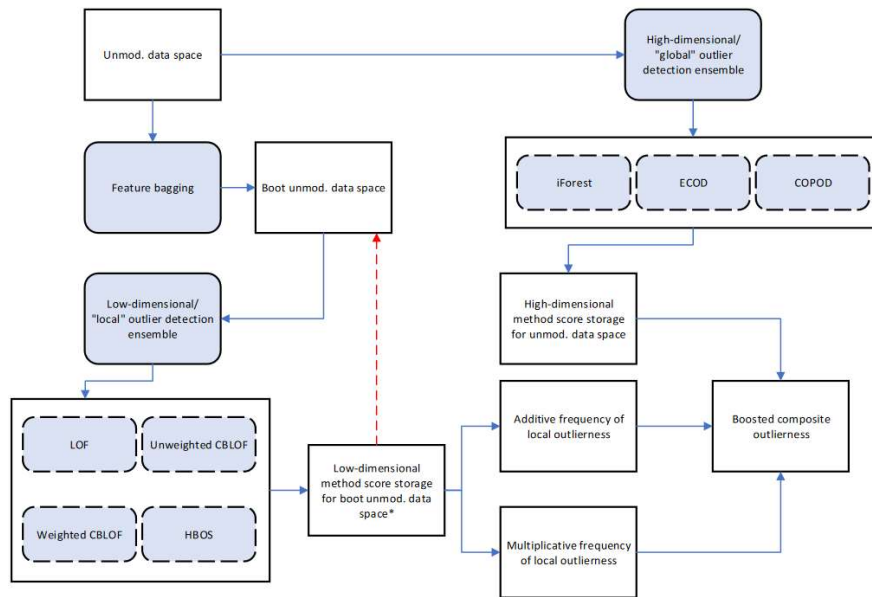 Unmod. data space
High-dimensional/
"global" outlier
detection ensemble
Feature bagging
Boot unmod. data space
iForest
ECOD
COPOD
Low-dimensional/
"local" outlier detection
ensemble
High-dimensional
method score storage
for unmod. data space
LOF
Unweighted CBLOF
Weighted CBLOF
HBOS
Low-dimensional
method score storage
for boot unmod. data
space*
Additive frequency of
local outlierness
Boosted composite
outlierness
Multiplicative frequency
of local outlierness